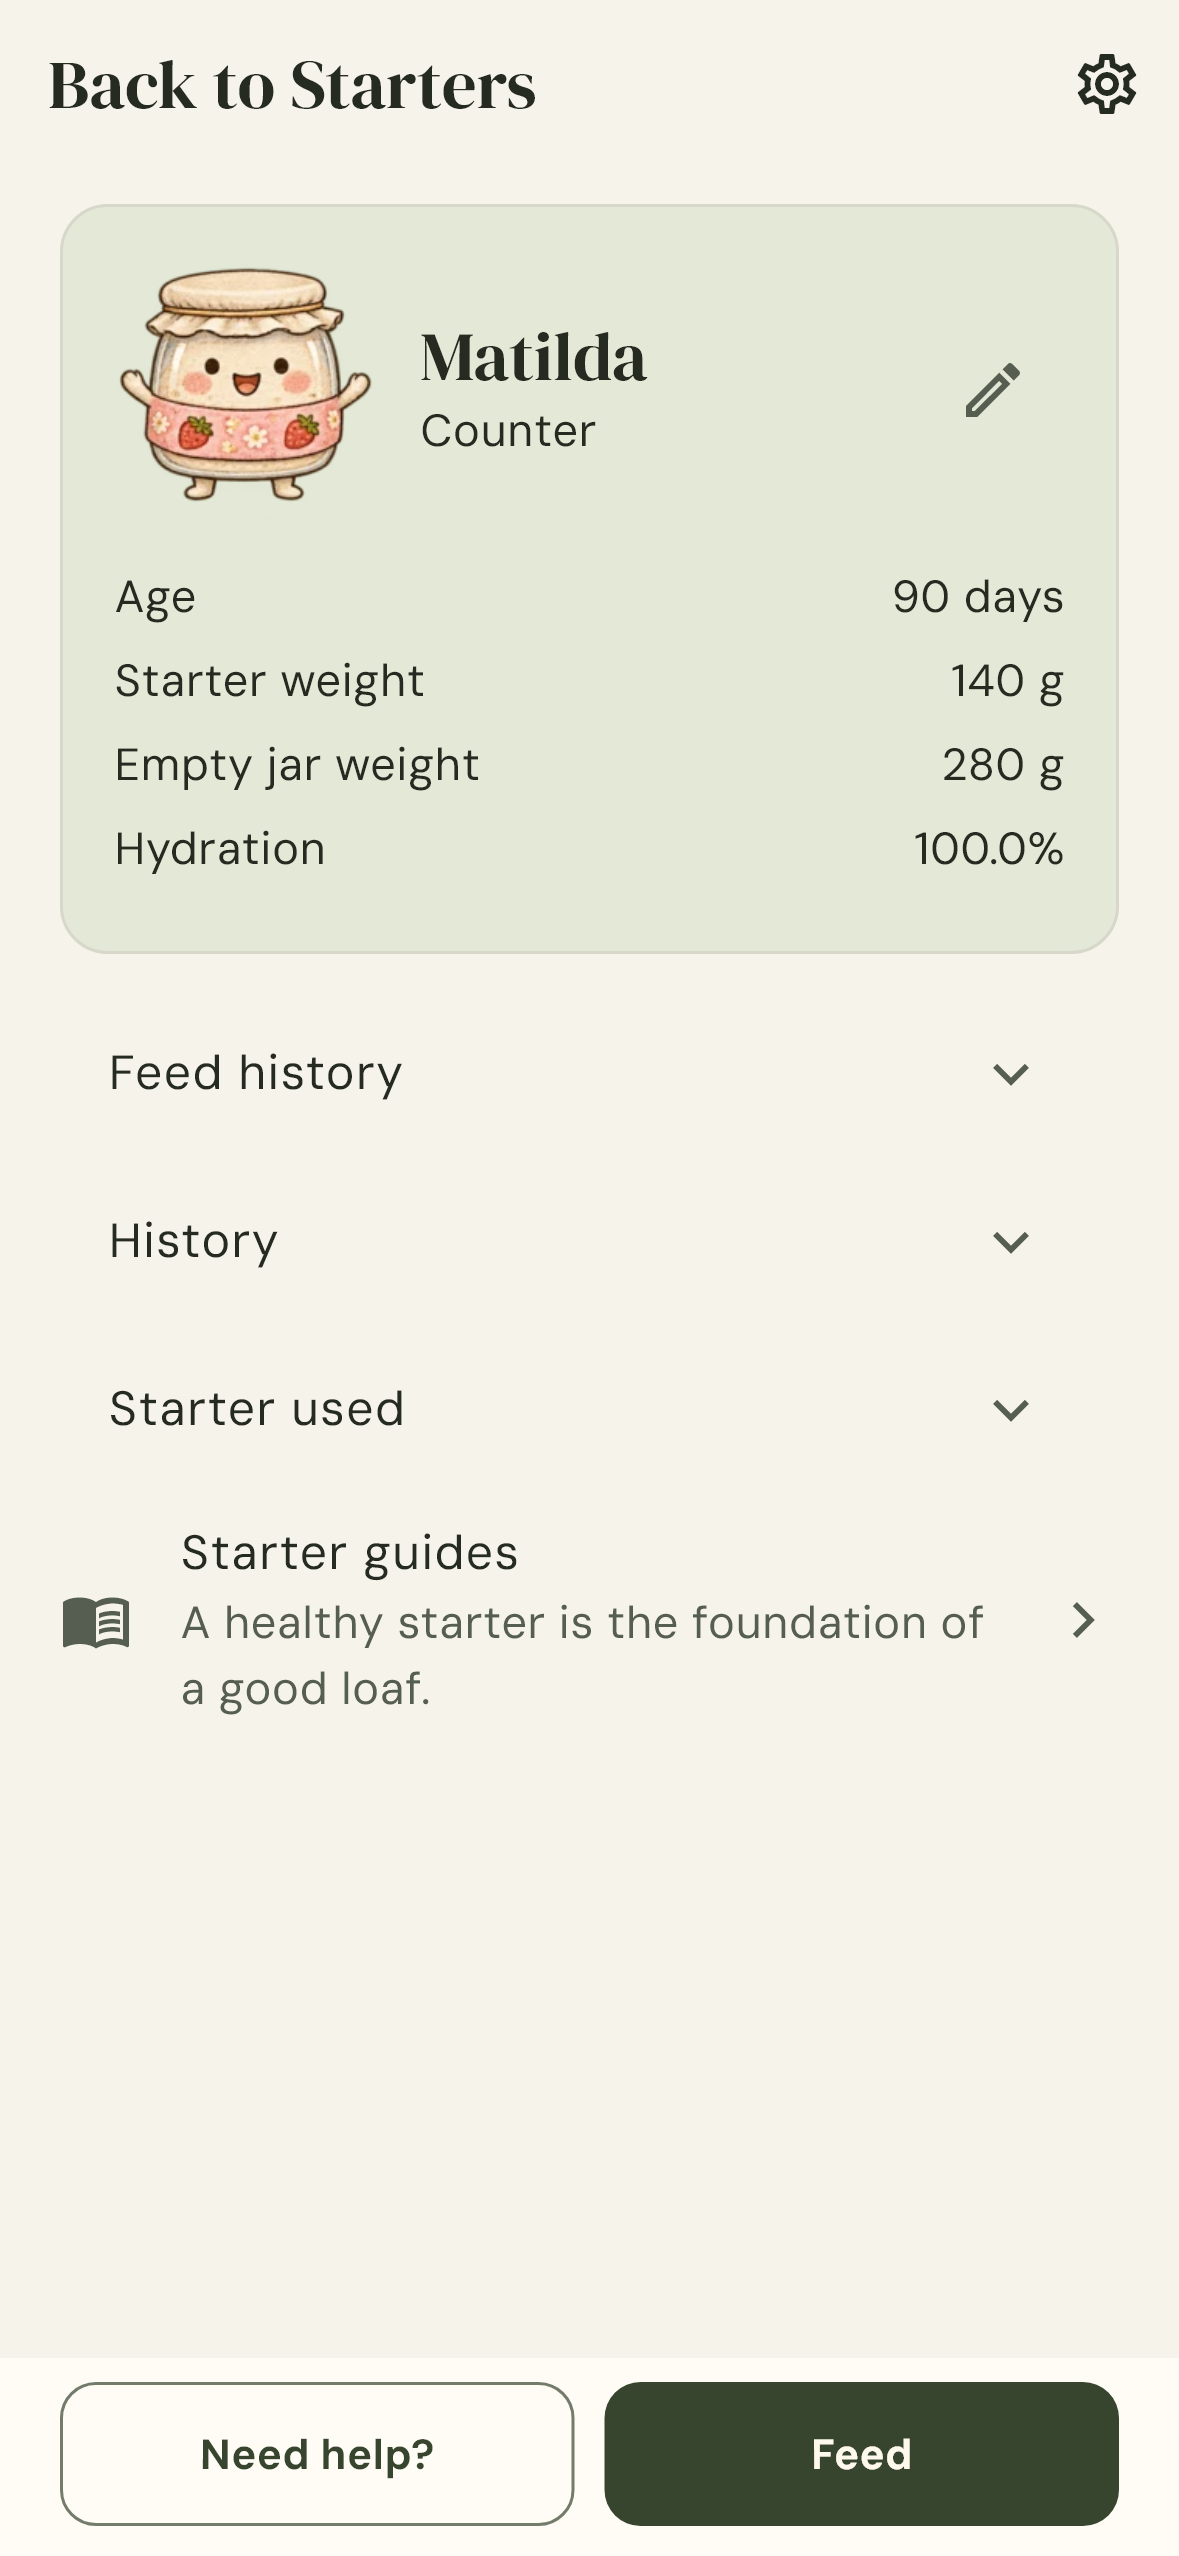 Back to Starters
Matilda
Counter
Age 90 days
Starter weight 140 g
Empty jar weight 280 g
Hydration 100.0%
Feed history
History
Starter used
Starter guides
A healthy starter is the foundation of
a good loaf.
Need help? Feed